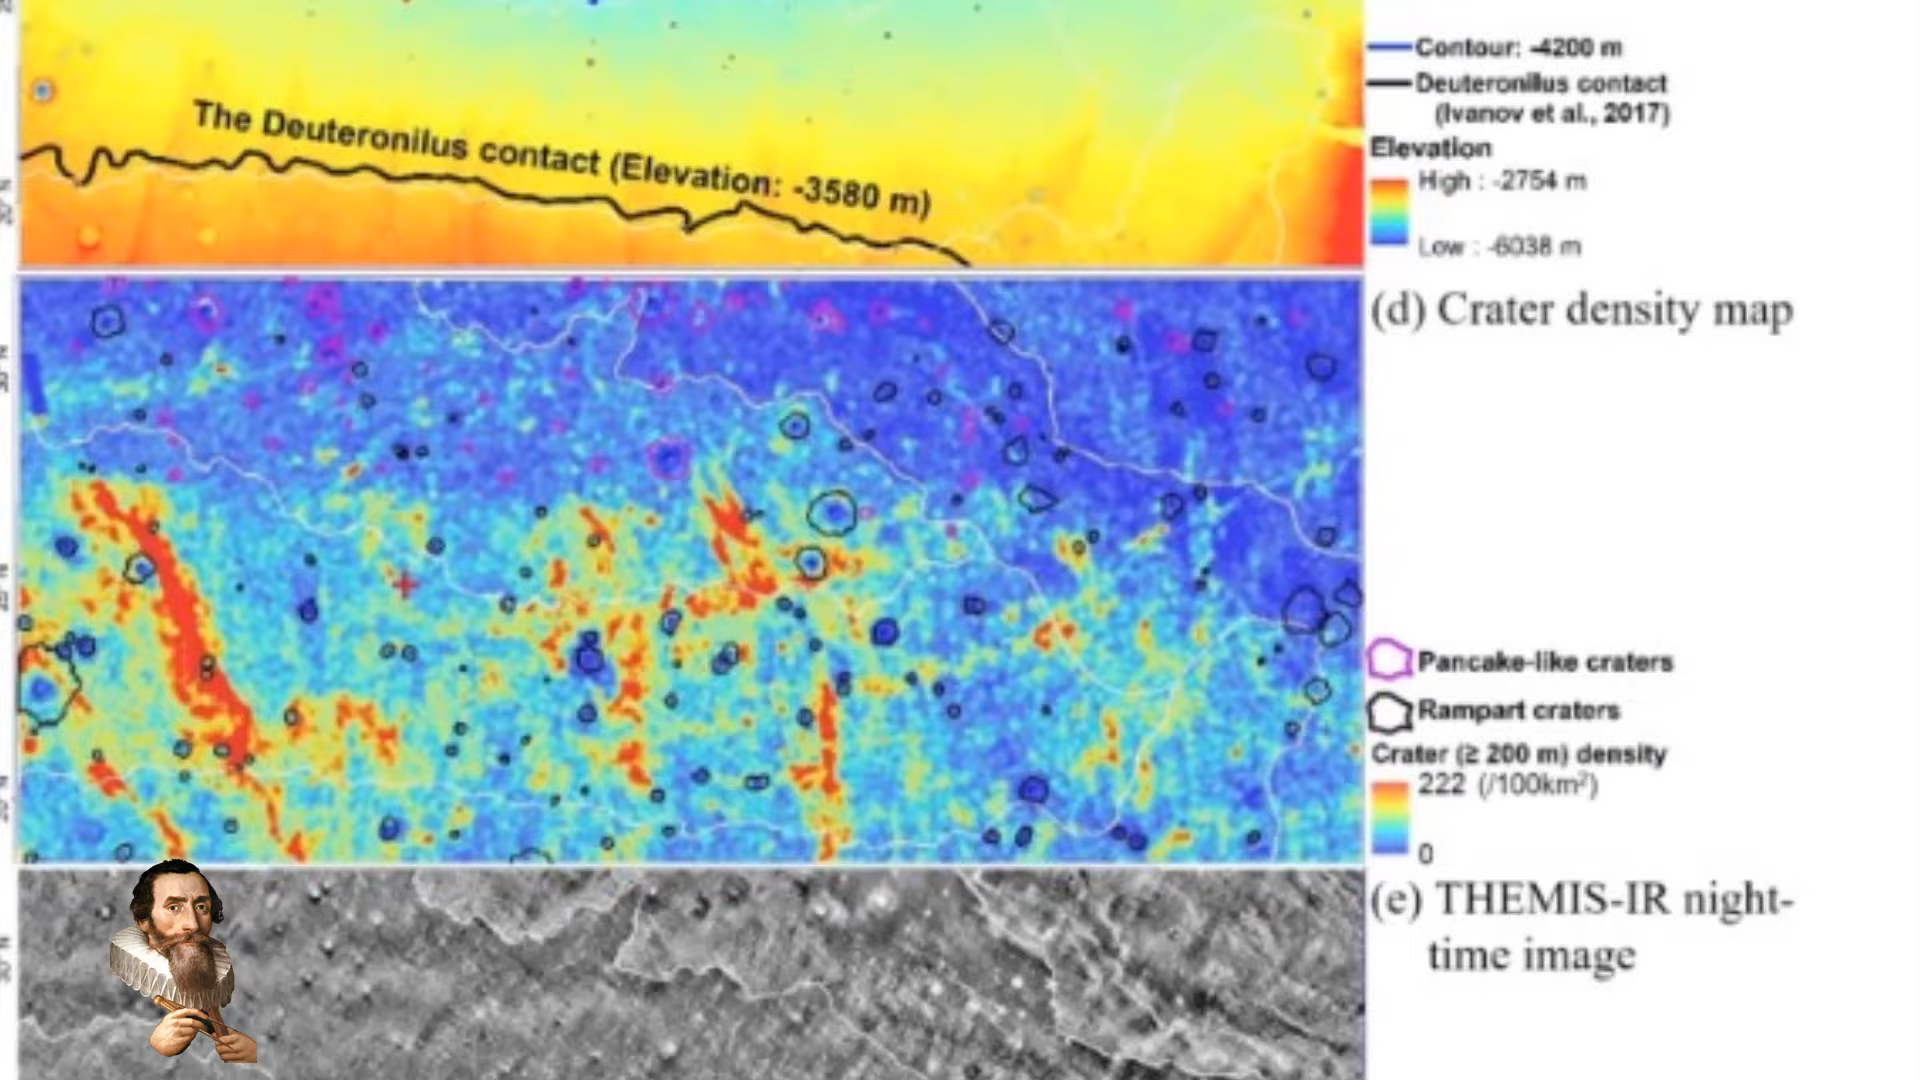 Contour: -4200 m
Deuteronilus contact
(Ivanov et al., 2017)
The Deuteronilus contact (Elevation: -3580 m)
Elevation
High : -2754 m
Low : -6038 m
(d) Crater density map
Pancake-like craters
Rampart craters
Crater (≥ 200 m) density
222 (/100km²)
0
(e) THEMIS-IR night-
time image